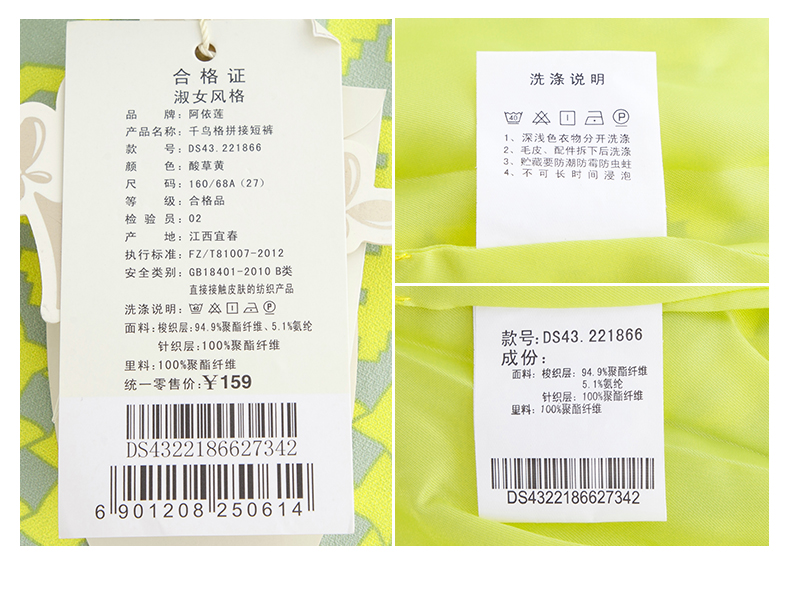 合格证
淑女风格
品牌：阿依莲
产品名称：千鸟格拼接短裤
款号：DS43.221866
颜色：酸草黄
尺码：160/68A（27）
等级：合格品
检验员：02
产地：江西宜春
执行标准：FZ/T81007-2012
安全类别：GB18401-2010 B类
直接接触皮肤的纺织产品
洗涤说明：
面料：梭织层：94.9%聚酯纤维、5.1%氨纶
针织层：100%聚酯纤维
里料：100%聚酯纤维
统一零售价：￥159
DS4322186627342
6 901208 250614
洗涤说明
40 P
1、深浅色衣物分开洗涤
2、毛皮、配件拆下后洗涤
3、贮藏要防潮防霉防虫蛀
4、不可长时间浸泡
款号：DS43.221866
成份：
面料：梭织层：94.9%聚酯纤维
5.1%氨纶
针织层：100%聚酯纤维
里料：100%聚酯纤维
DS4322186627342